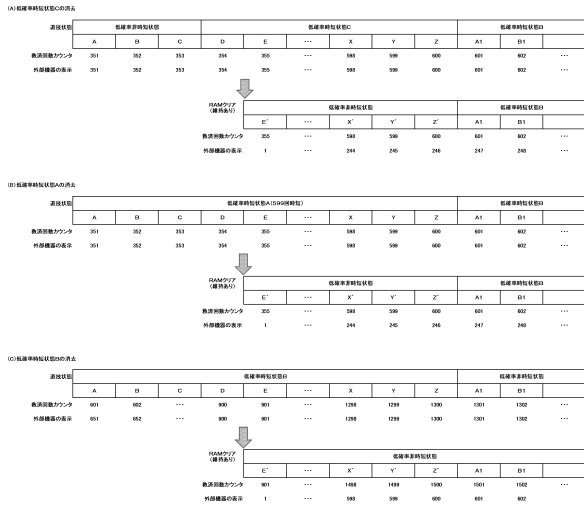 (A)低確率時短状態Cの消去
遊技状態 低確率非時短状態 低確率時短状態C 低確率時短状態B
A B C D E ・・・ X Y Z A1 B1
救済回数カウンタ 351 352 353 354 355 ・・・ 598 599 600 601 602 ・・・
外部機器の表示 351 352 353 354 355 ・・・ 598 599 600 601 602 ・・・
RAMクリア
(維持あり) 低確率非時短状態 低確率時短状態B
E' ・・・ X' Y' Z' A1 B1
救済回数カウンタ 355 ・・・ 598 599 600 601 602 ・・・
外部機器の表示 1 ・・・ 244 245 246 247 248 ・・・
(B)低確率時短状態Aの消去
遊技状態 低確率時短状態A(599回時短) 低確率時短状態B
A B C D E ・・・ X Y Z A1 B1
救済回数カウンタ 351 352 353 354 355 ・・・ 598 599 600 601 602 ・・・
外部機器の表示 351 352 353 354 355 ・・・ 598 599 600 601 602 ・・・
RAMクリア
(維持あり) 低確率非時短状態 低確率時短状態B
E' ・・・ X' Y' Z' A1 B1
救済回数カウンタ 355 ・・・ 598 599 600 601 602 ・・・
外部機器の表示 1 ・・・ 244 245 246 247 248 ・・・
(C)低確率時短状態Bの消去
遊技状態 低確率時短状態B 低確率非時短状態
A B C D E ・・・ X Y Z A1 B1
救済回数カウンタ 601 602 ・・・ 900 901 ・・・ 1298 1299 1300 1301 1302 ・・・
外部機器の表示 651 652 ・・・ 900 901 ・・・ 1298 1299 1300 1301 1302 ・・・
RAMクリア
(維持あり) 低確率非時短状態
E' ・・・ X' Y' Z' A1 B1
救済回数カウンタ 901 ・・・ 1498 1499 1500 1501 1502 ・・・
外部機器の表示 1 ・・・ 598 599 600 601 602